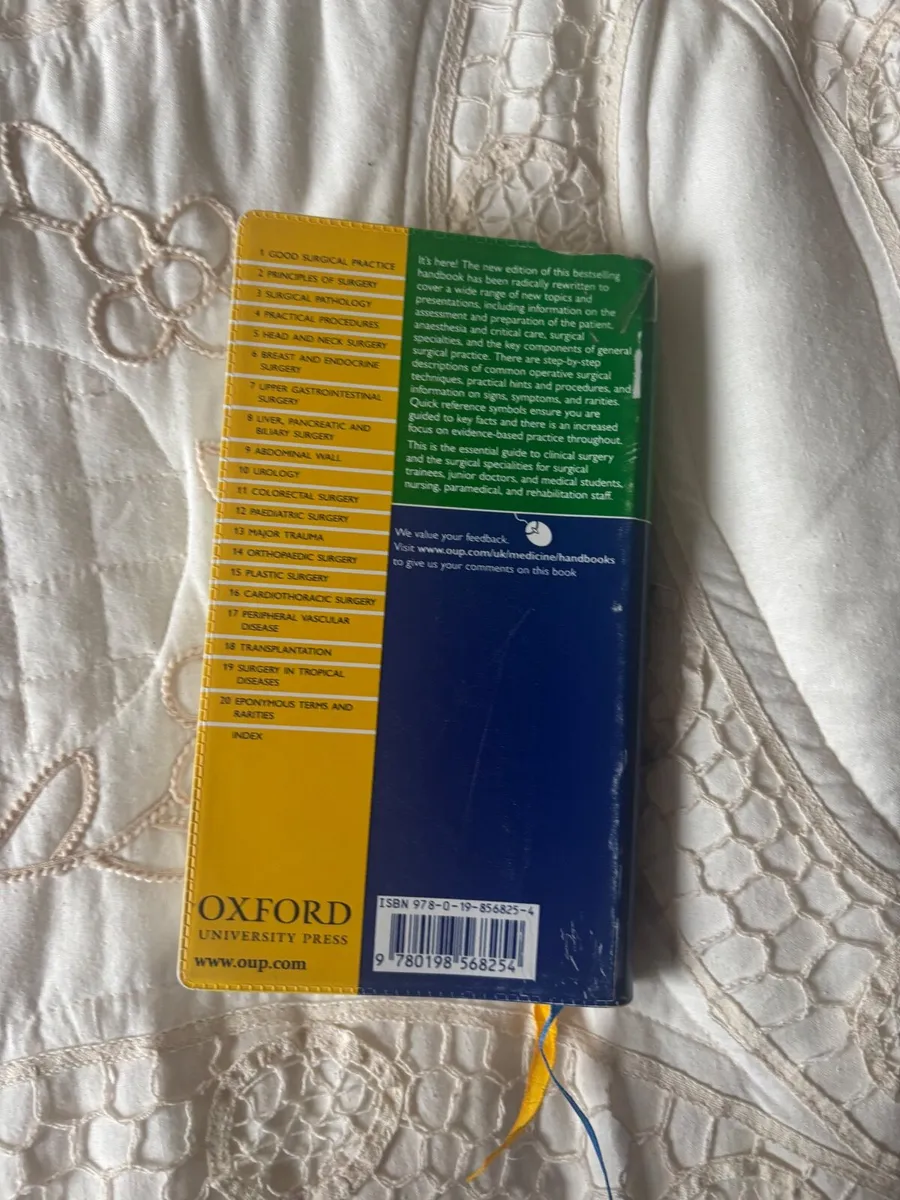 1 GOOD SURGICAL PRACTICE
2 PRINCIPLES OF SURGERY
3 SURGICAL PATHOLOGY
4 PRACTICAL PROCEDURES
5 HEAD AND NECK SURGERY
6 BREAST AND ENDOCRINE
SURGERY
7 UPPER GASTROINTESTINAL
SURGERY
8 LIVER, PANCREATIC AND
BILIARY SURGERY
9 ABDOMINAL WALL
10 UROLOGY
11 COLORECTAL SURGERY
12 PAEDIATRIC SURGERY
13 MAJOR TRAUMA
14 ORTHOPAEDIC SURGERY
15 PLASTIC SURGERY
16 CARDIOTHORACIC SURGERY
17 PERIPHERAL VASCULAR
DISEASE
18 TRANSPLANTATION
19 SURGERY IN TROPICAL
DISEASES
20 EPONYMOUS TERMS AND
RARITIES
INDEX
OXFORD
UNIVERSITY PRESS
www.oup.com
It's here! The new edition of this bestselling
handbook has been radically rewritten to
cover a wide range of new topics and
presentations, including information on the
assessment and preparation of the patient,
anaesthesia and critical care, surgical
specialties, and the key components of general
surgical practice. There are step-by-step
descriptions of common operative surgical
techniques, practical hints and procedures, and
information on signs, symptoms, and rarities.
Quick reference symbols ensure you are
guided to key facts and there is an increased
focus on evidence-based practice throughout.
This is the essential guide to clinical surgery
and the surgical specialities for surgical
trainees, junior doctors, and medical students,
nursing, paramedical, and rehabilitation staff.
We value your feedback.
Visit www.oup.com/uk/medicine/handbooks
to give us your comments on this book
ISBN 978-0-19-856825-4
9 780198 568254